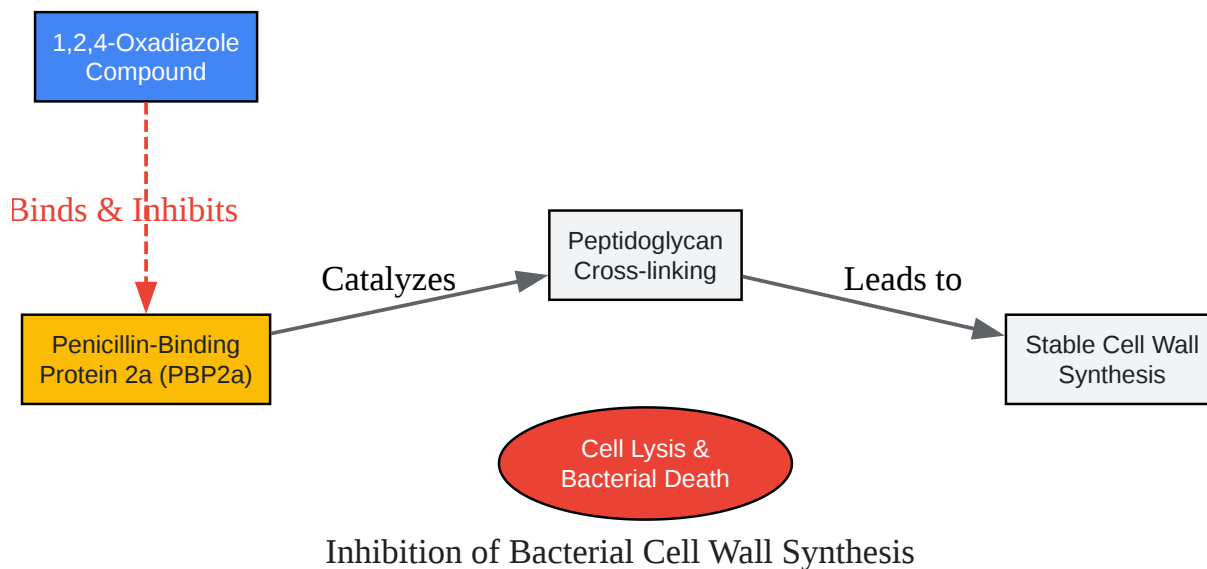 1,2,4-Oxadiazole
Compound
Binds & Inhibits
Penicillin-Binding
Protein 2a (PBP2a)
Catalyzes
Peptidoglycan
Cross-linking
Leads to
Stable Cell Wall
Synthesis
Cell Lysis &
Bacterial Death
Inhibition of Bacterial Cell Wall Synthesis